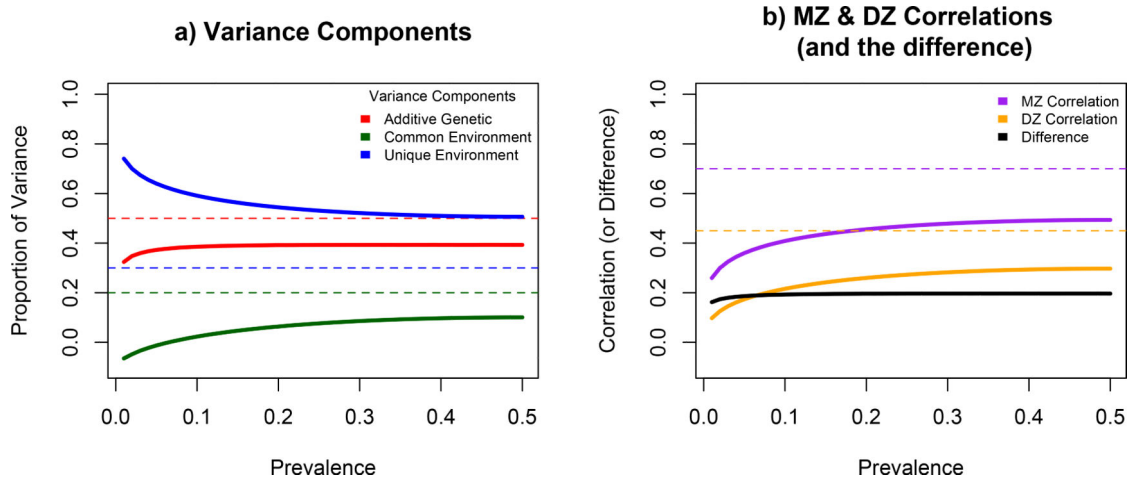 a) Variance Components
Proportion of Variance
1.0
0.8
0.6
0.4
0.2
0.0
Variance Components
Additive Genetic
Common Environment
Unique Environment
0.0 0.1 0.2 0.3 0.4 0.5
Prevalence
b) MZ & DZ Correlations
(and the difference)
Correlation (or Difference)
1.0
0.8
0.6
0.4
0.2
0.0
MZ Correlation
DZ Correlation
Difference
0.0 0.1 0.2 0.3 0.4 0.5
Prevalence